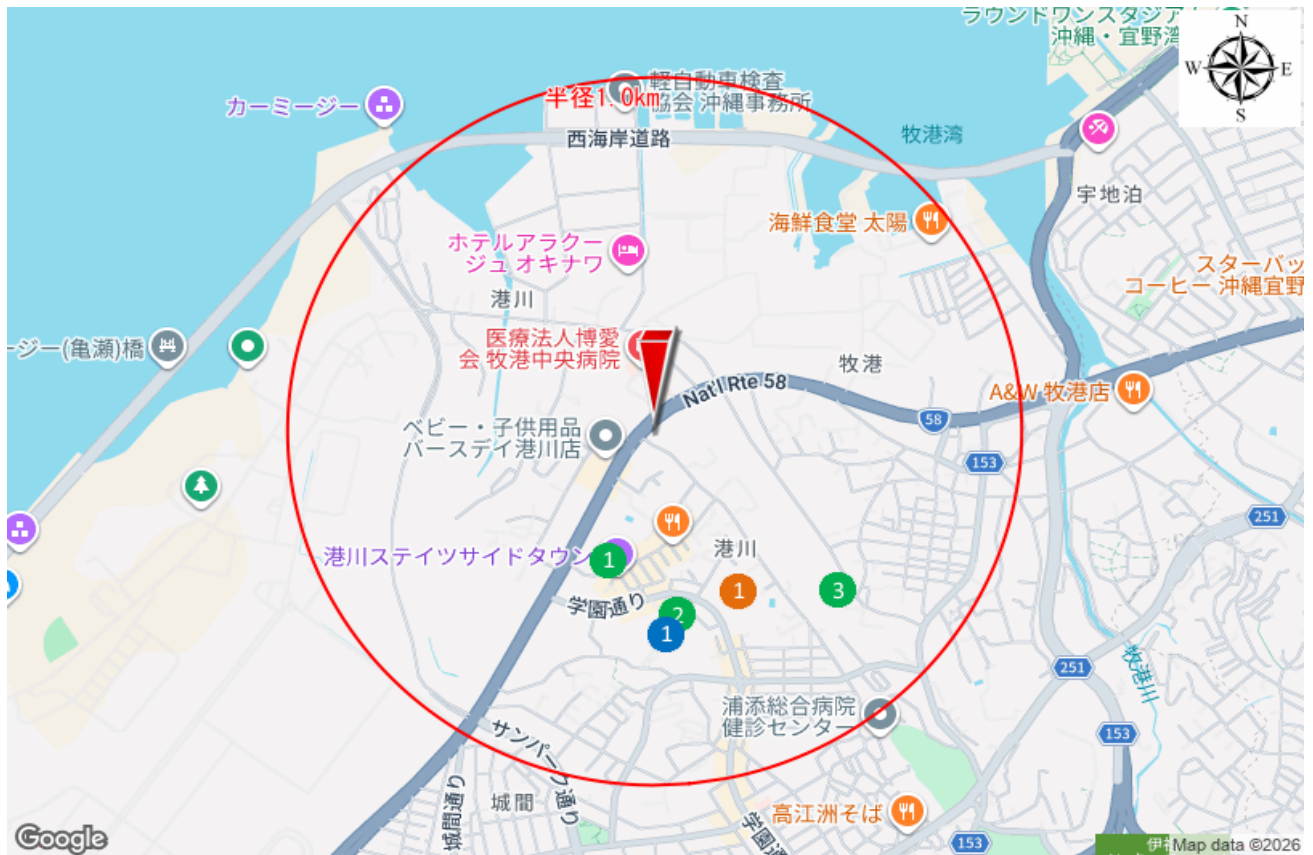 ラウンドワンスタジアム
沖縄・宜野湾
N
W E
S
軽自動車検査
協会 沖縄事務所
半径1.0km
カーミージー
西海岸道路
牧港湾
宇地泊
海鮮食堂 太陽
ホテルアラクー
ジュ オキナワ
スターバッ
コーヒー 沖縄宜野
港川
医療法人博愛
会 牧港中央病院
ージー(亀瀬)橋
牧港
Nat'l Rte 58
A&W 牧港店
58
ベビー・子供用品
バースデイ港川店
153
251
港川
港川ステイツサイドタウン
1
1
3
学園通り
2
1
251
牧港川
浦添総合病院
健診センター
153
サンパーク通り
城間通り
城間
高江洲そば
学園通
153
伊祖
Google
Map data ©2026